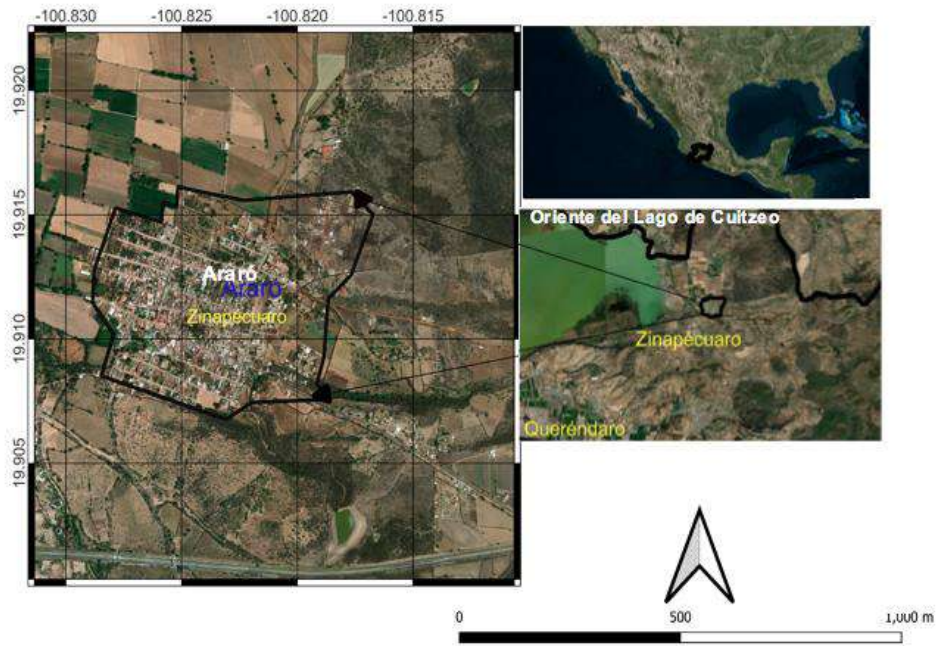 -100.830 -100.825 -100.820 -100.815
19.920
19.915
19.910
19.905
Araró
Araró
Zinapécuaro
Oriente del Lago de Cuitzeo
Zinapécuaro
Queréndaro
0 500 1,000 m